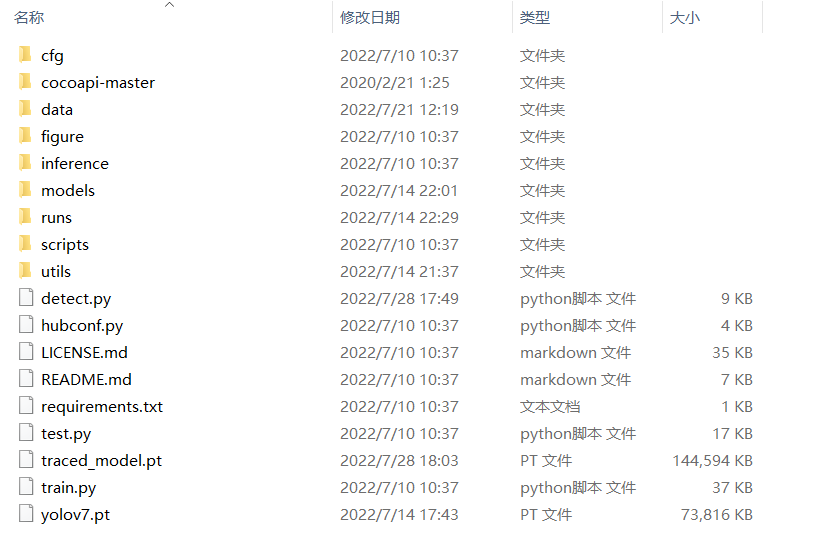 名称 修改日期 类型 大小
cfg 2022/7/10 10:37 文件夹
cocoapi-master 2020/2/21 1:25 文件夹
data 2022/7/21 12:19 文件夹
figure 2022/7/10 10:37 文件夹
inference 2022/7/10 10:37 文件夹
models 2022/7/14 22:01 文件夹
runs 2022/7/14 22:29 文件夹
scripts 2022/7/10 10:37 文件夹
utils 2022/7/14 21:37 文件夹
detect.py 2022/7/28 17:49 python脚本 文件 9 KB
hubconf.py 2022/7/10 10:37 python脚本 文件 4 KB
LICENSE.md 2022/7/10 10:37 markdown 文件 35 KB
README.md 2022/7/10 10:37 markdown 文件 7 KB
requirements.txt 2022/7/10 10:37 文本文档 1 KB
test.py 2022/7/10 10:37 python脚本 文件 17 KB
traced_model.pt 2022/7/28 18:03 PT 文件 144,594 KB
train.py 2022/7/10 10:37 python脚本 文件 37 KB
yolov7.pt 2022/7/14 17:43 PT 文件 73,816 KB